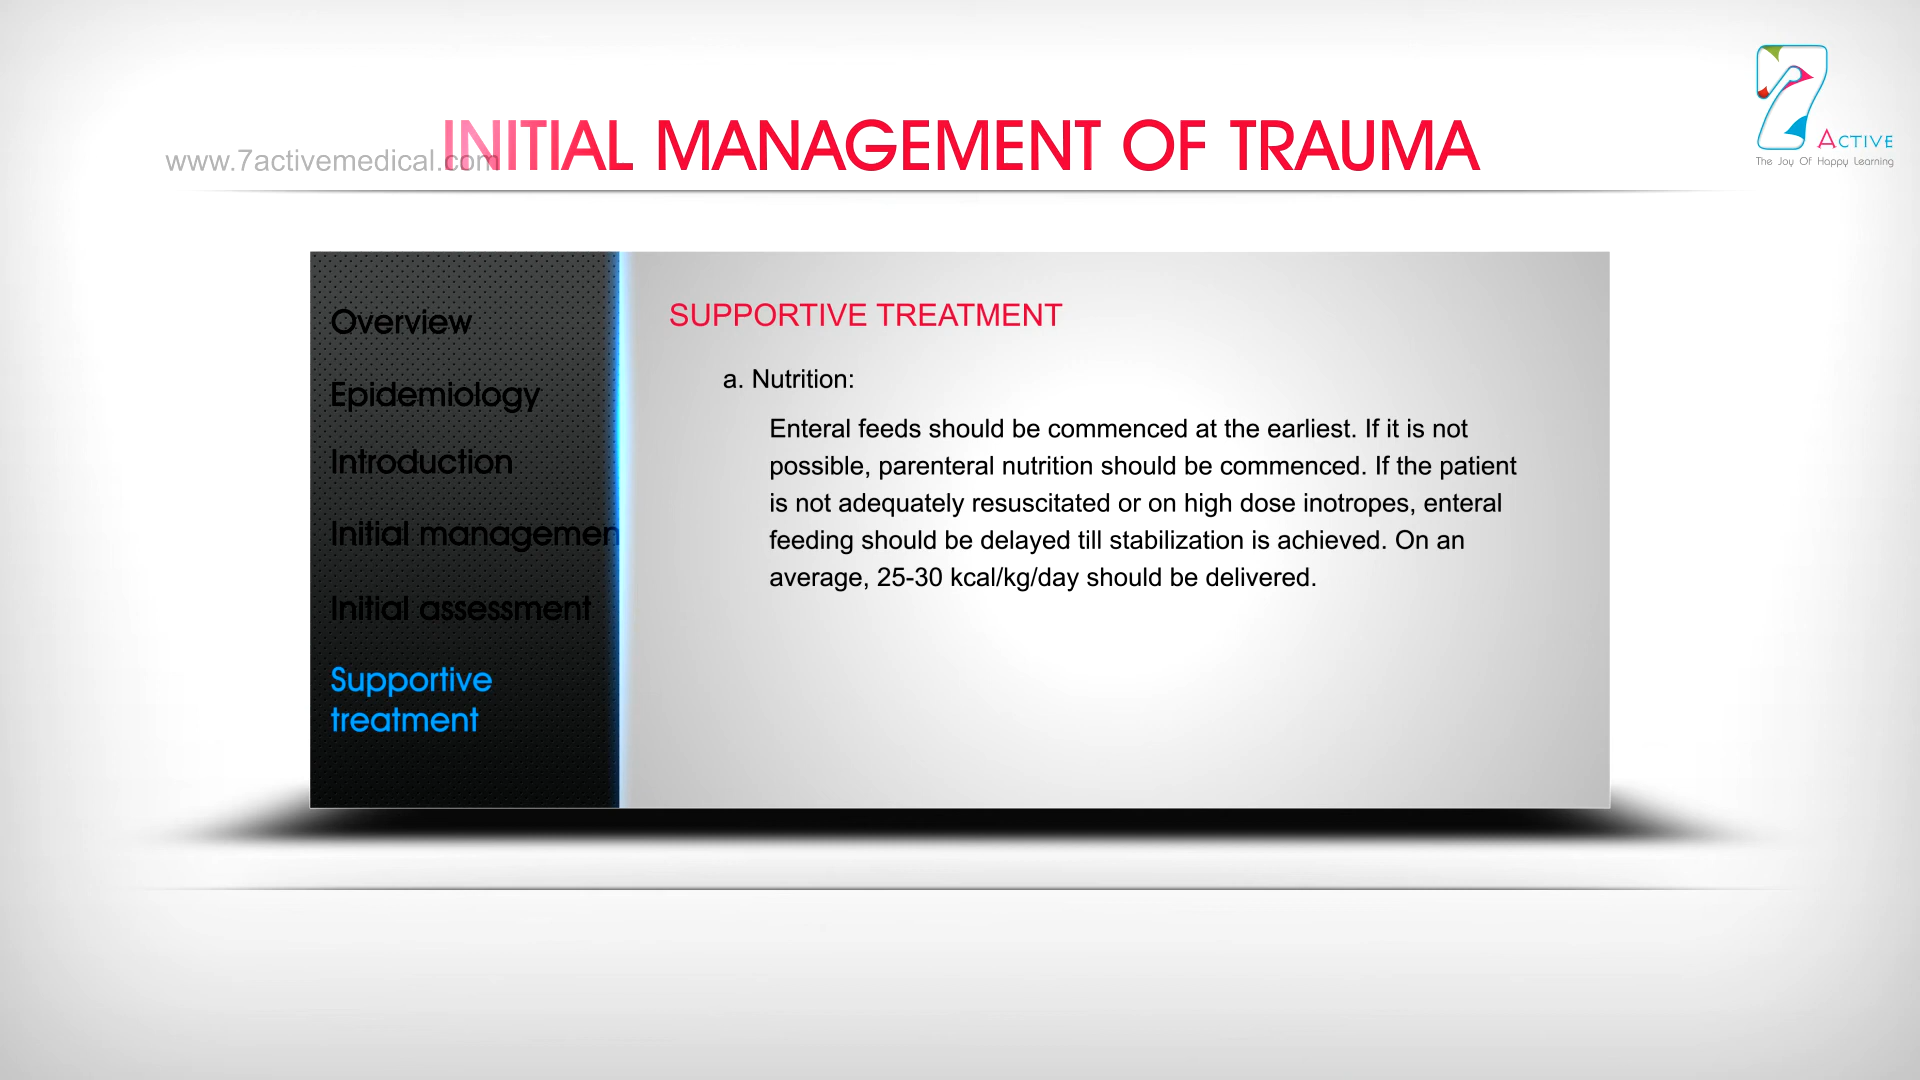 INITIAL MANAGEMENT OF TRAUMA
www.7activemedical.com
7 ACTIVE
The Joy Of Happy Learning
Overview
Epidemiology
Introduction
Initial managemen
Initial assessment
Supportive
treatment
SUPPORTIVE TREATMENT
a. Nutrition:
Enteral feeds should be commenced at the earliest. If it is not
possible, parenteral nutrition should be commenced. If the patient
is not adequately resuscitated or on high dose inotropes, enteral
feeding should be delayed till stabilization is achieved. On an
average, 25-30 kcal/kg/day should be delivered.